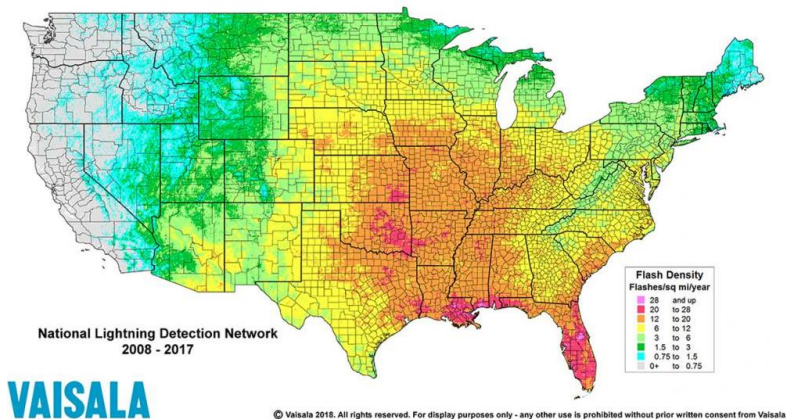 National Lightning Detection Network
2008 - 2017
Flash Density
Flashes/sq mi/year
28 and up
20 to 28
12 to 20
6 to 12
3 to 6
1.5 to 3
0.75 to 1.5
0+ to 0.75
VAISALA
© Vaisala 2018. All rights reserved. For display purposes only - any other use is prohibited without prior written consent from Vaisala